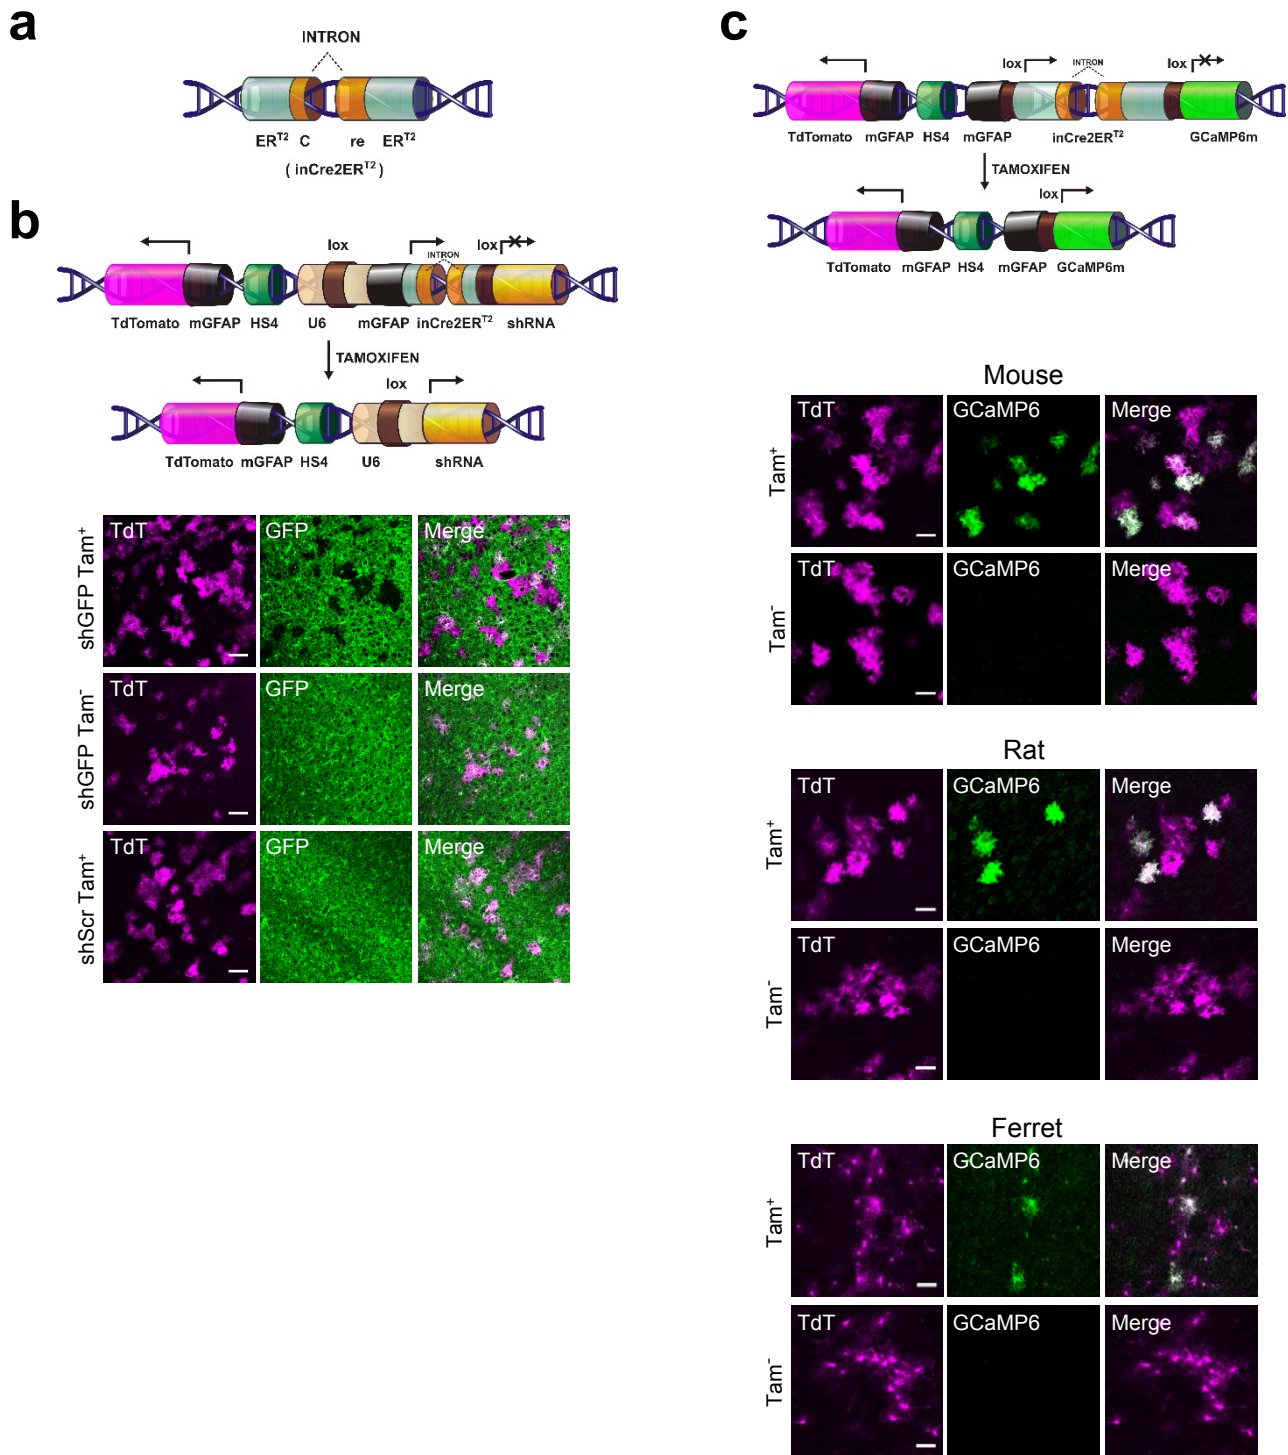 a
INTRON
ER^T2 C re ER^T2
( inCre2ER^T2 )
b
lox lox
INTRON
TdTomato mGFAP HS4 U6 mGFAP inCre2ER^T2 shRNA
TAMOXIFEN
lox
TdTomato mGFAP HS4 U6 shRNA
shGFP Tam⁺
TdT GFP Merge
shGFP Tam⁻
TdT GFP Merge
shScr Tam⁺
TdT GFP Merge
c
lox INTRON lox
TdTomato mGFAP HS4 mGFAP inCre2ER^T2 GCaMP6m
TAMOXIFEN
lox
TdTomato mGFAP HS4 mGFAP GCaMP6m
Mouse
Tam⁺
TdT GCaMP6 Merge
Tam⁻
TdT GCaMP6 Merge
Rat
Tam⁺
TdT GCaMP6 Merge
Tam⁻
TdT GCaMP6 Merge
Ferret
Tam⁺
TdT GCaMP6 Merge
Tam⁻
TdT GCaMP6 Merge